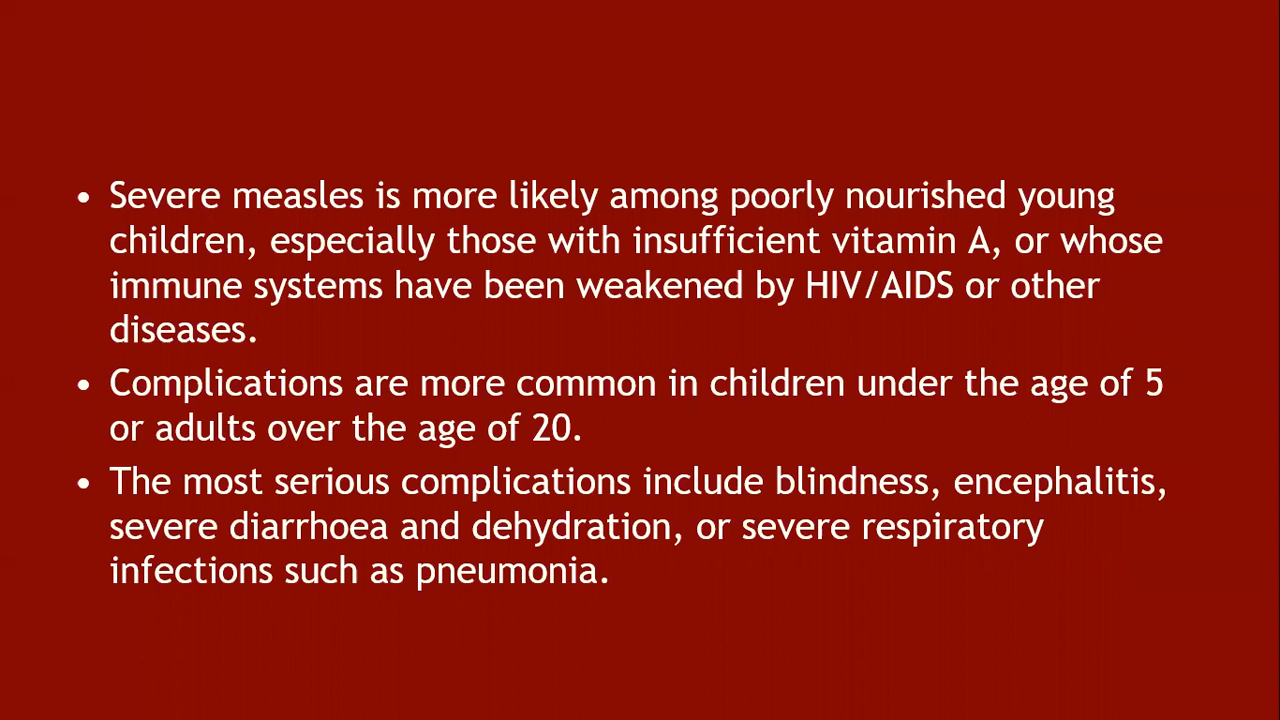 • Severe measles is more likely among poorly nourished young
children, especially those with insufficient vitamin A, or whose
immune systems have been weakened by HIV/AIDS or other
diseases.
• Complications are more common in children under the age of 5
or adults over the age of 20.
• The most serious complications include blindness, encephalitis,
severe diarrhoea and dehydration, or severe respiratory
infections such as pneumonia.